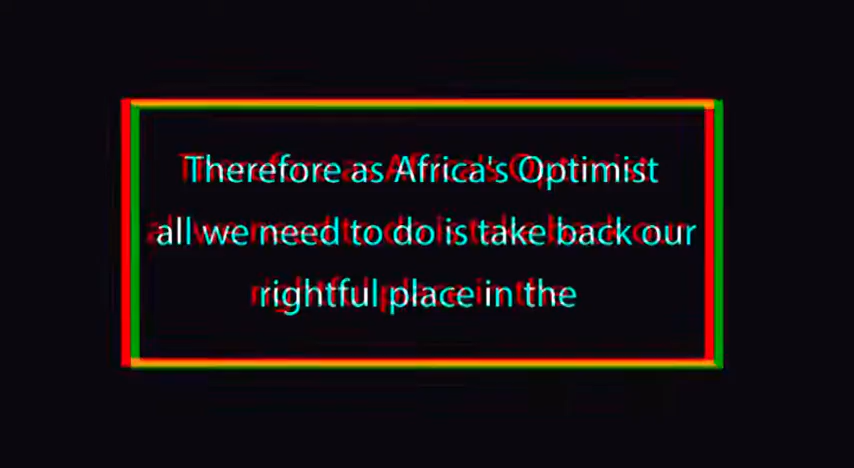 Therefore as Africa's Optimist
all we need to do is take back our
rightful place in the